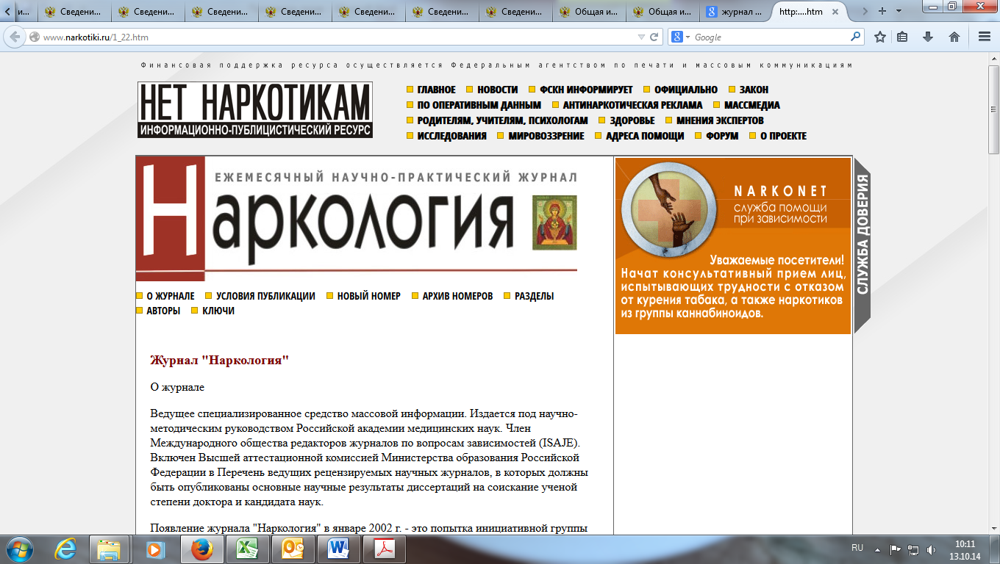 и...
Сведени...
Сведени...
Сведени...
Сведени...
Сведени...
Сведени...
Сведени...
Общая и...
Общая и...
журнал ...
http:....htm
www.narkotiki.ru/1_22.htm
Google
Финансовая поддержка ресурса осуществляется Федеральным агентством по печати и массовым коммуникациям
НЕТ НАРКОТИКАМ
ИНФОРМАЦИОННО-ПУБЛИЦИСТИЧЕСКИЙ РЕСУРС
ГЛАВНОЕ НОВОСТИ ФСКН ИНФОРМИРУЕТ ОФИЦИАЛЬНО ЗАКОН
ПО ОПЕРАТИВНЫМ ДАННЫМ АНТИНАРКОТИЧЕСКАЯ РЕКЛАМА МАССМЕДИА
РОДИТЕЛЯМ, УЧИТЕЛЯМ, ПСИХОЛОГАМ ЗДОРОВЬЕ МНЕНИЯ ЭКСПЕРТОВ
ИССЛЕДОВАНИЯ МИРОВОЗЗРЕНИЕ АДРЕСА ПОМОЩИ ФОРУМ О ПРОЕКТЕ
ЕЖЕМЕСЯЧНЫЙ НАУЧНО-ПРАКТИЧЕСКИЙ ЖУРНАЛ
Наркология
О ЖУРНАЛЕ УСЛОВИЯ ПУБЛИКАЦИИ НОВЫЙ НОМЕР АРХИВ НОМЕРОВ РАЗДЕЛЫ
АВТОРЫ КЛЮЧИ
NARKONET
служба помощи
при зависимости
Уважаемые посетители!
Начат консультативный прием лиц,
испытывающих трудности с отказом
от курения табака, а также наркотиков
из группы каннабиноидов.
СЛУЖБА ДОВЕРИЯ
Журнал "Наркология"
О журнале
Ведущее специализированное средство массовой информации. Издается под научно-
методическим руководством Российской академии медицинских наук. Член
Международного общества редакторов журналов по вопросам зависимостей (ISAJE).
Включен Высшей аттестационной комиссией Министерства образования Российской
Федерации в Перечень ведущих рецензируемых научных журналов, в которых должны
быть опубликованы основные научные результаты диссертаций на соискание ученой
степени доктора и кандидата наук.
Появление журнала "Наркология" в январе 2002 г. - это попытка инициативной группы
RU
10:11
13.10.14